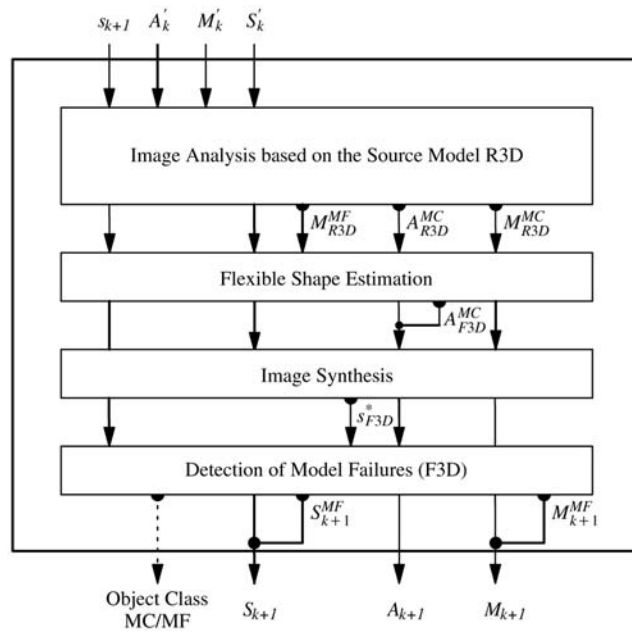 s_{k+1} A'_k M'_k S'_k
Image Analysis based on the Source Model R3D
M^{MF}_{R3D} A^{MC}_{R3D} M^{MC}_{R3D}
Flexible Shape Estimation
A^{MC}_{F3D}
Image Synthesis
s^*_{F3D}
Detection of Model Failures (F3D)
S^{MF}_{k+1} M^{MF}_{k+1}
Object Class
MC/MF
S_{k+1} A_{k+1} M_{k+1}